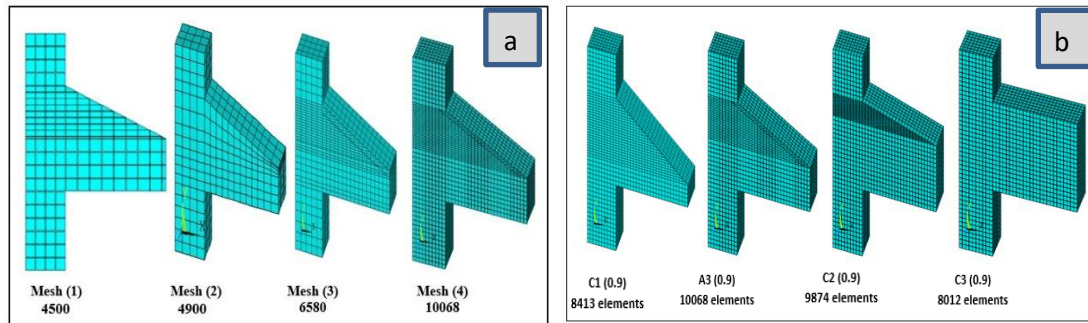 a
Mesh (1)
4500
Mesh (2)
4900
Mesh (3)
6580
Mesh (4)
10068
b
C1 (0.9)
8413 elements
A3 (0.9)
10068 elements
C2 (0.9)
9874 elements
C3 (0.9)
8012 elements